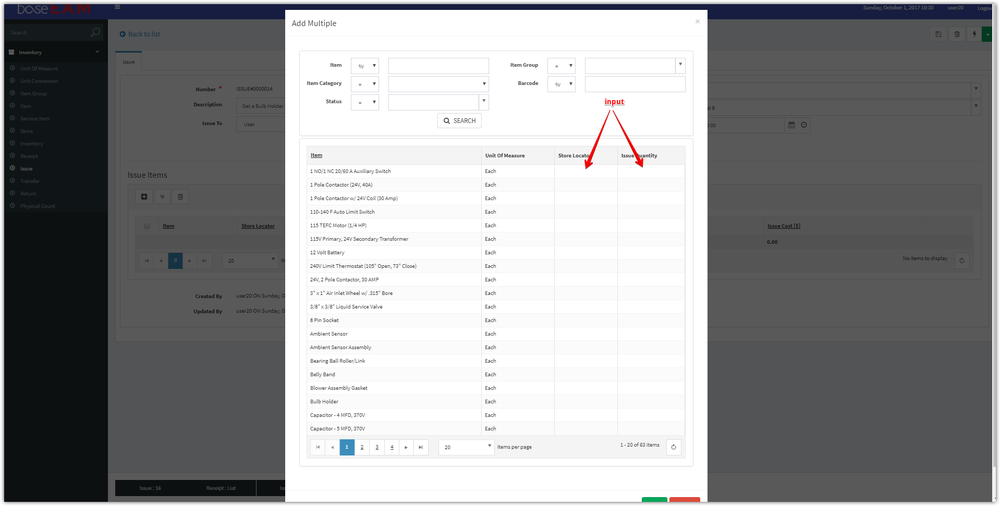 baseEAM
Sunday, October 1, 2017 10:30 user20 Logou
Search
Inventory
Unit Of Measure
Unit Conversion
Item Group
Item
Service Item
Store
Inventory
Receipt
Issue
Transfer
Return
Physical Count
Back to list
Issue
Number * ISSUE#0000014
Description Get a Bulb Holder
Issue To User
Issue Items
Item Store Locator
0 20 ite
Created By user20 ON Sunday, O
Updated By user20 ON Sunday, O
Issue : 16 Receipt : List Iss
Add Multiple ×
Item % Item Group =
Item Category = Barcode %
Status =
SEARCH
input
Item Unit Of Measure Store Locator Issue Quantity
1 NO/1 NC 20/60 A Auxiliary Switch Each
1 Pole Contactor (24V, 40A) Each
1 Pole Contactor w/ 24V Coil (30 Amp) Each
110-140 F Auto Limit Switch Each
115 TEFC Motor (1/4 HP) Each
115V Primary, 24V Secondary Transformer Each
12 Volt Battery Each
240V Limit Thermostat (105" Open, 73" Close) Each
24V, 2 Pole Contactor, 30 AMP Each
3" x 1" Air Inlet Wheel w/ .315" Bore Each
3/8" x 3/8" Liquid Service Valve Each
8 Pin Socket Each
Ambient Sensor Each
Ambient Sensor Assembly Each
Bearing Ball Roller/Link Each
Belly Band Each
Blower Assembly Gasket Each
Bulb Holder Each
Capacitor - 4 MFD, 370V Each
Capacitor - 5 MFD, 370V Each
1 2 3 4 20 items per page 1 - 20 of 63 items
t 9
0:00
Issue Cost [$]
0.00
No items to display